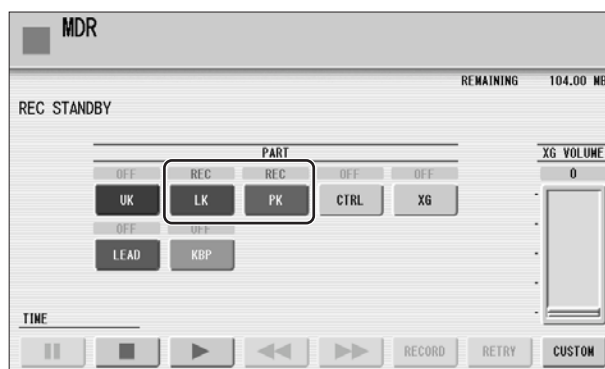 MDR
REMAINING 104.00 MB
REC STANDBY
PART
XG VOLUME
OFF REC REC OFF OFF 0
UK LK PK CTRL XG
OFF OFF
LEAD KBP
TIME
RECORD RETRY CUSTOM